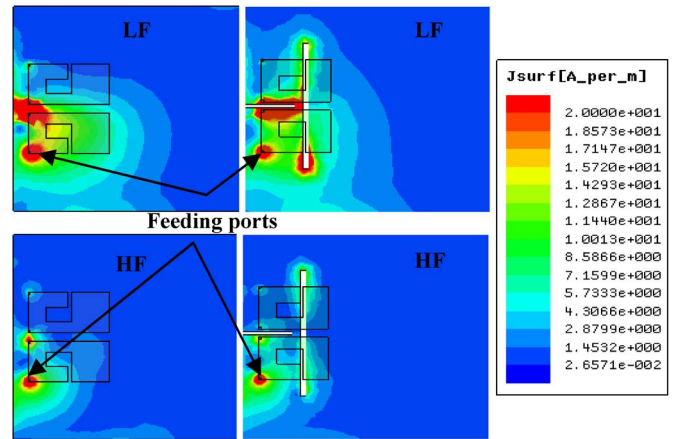 LF
LF
Feeding ports
HF
HF
Jsurf[A_per_m]
2.0000e+001
1.8573e+001
1.7147e+001
1.5720e+001
1.4293e+001
1.2867e+001
1.1440e+001
1.0013e+001
8.5866e+000
7.1599e+000
5.7333e+000
4.3066e+000
2.8799e+000
1.4532e+000
2.6571e-002